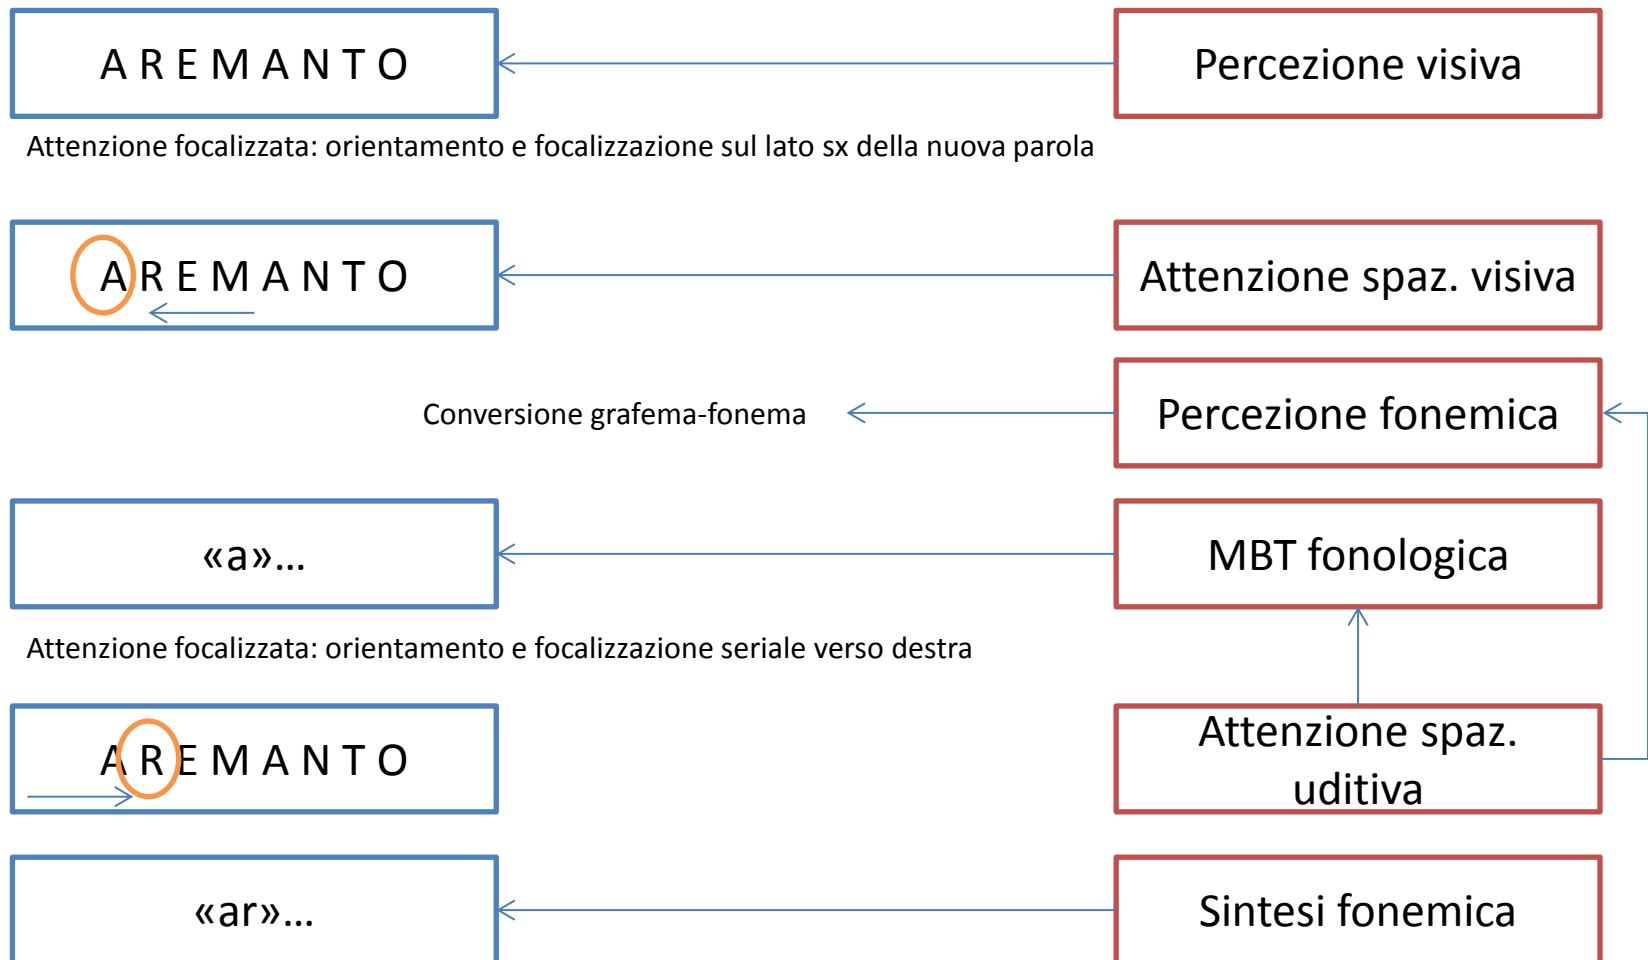 A R E M A N T O
Percezione visiva
Attenzione focalizzata: orientamento e focalizzazione sul lato sx della nuova parola
A R E M A N T O
Attenzione spaz. visiva
Conversione grafema-fonema
Percezione fonemica
«a»…
MBT fonologica
Attenzione focalizzata: orientamento e focalizzazione seriale verso destra
A R E M A N T O
Attenzione spaz.
uditiva
«ar»…
Sintesi fonemica